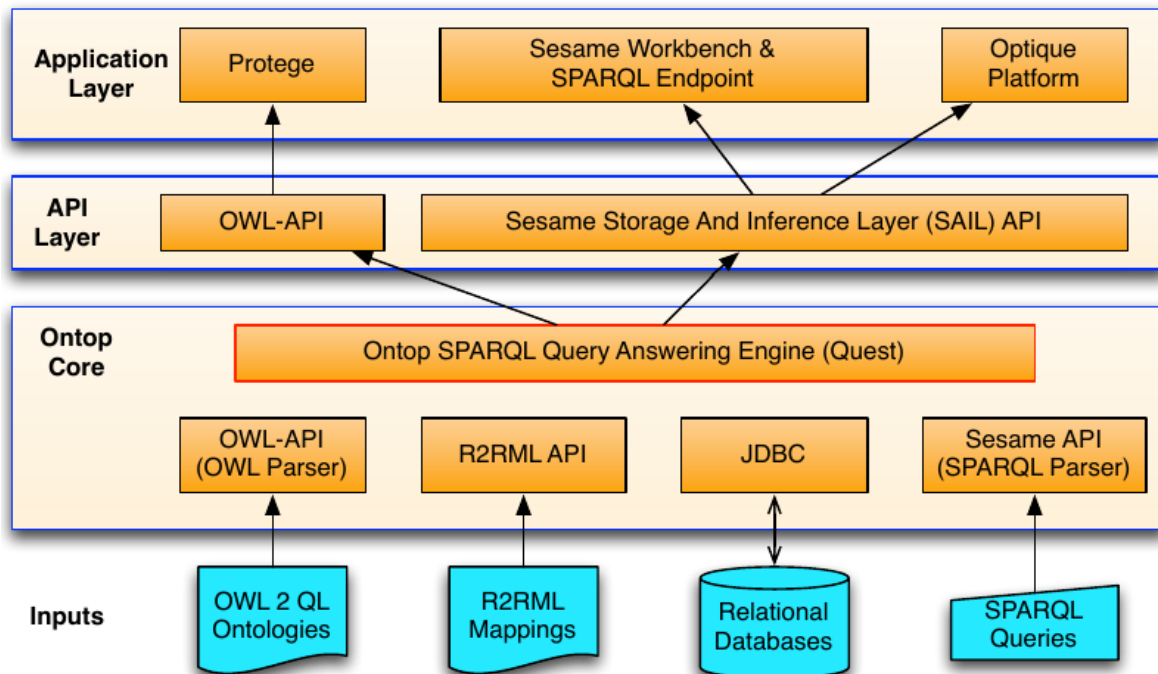 Application
Layer
Protege
Sesame Workbench &
SPARQL Endpoint
Optique
Platform
API
Layer
OWL-API
Sesame Storage And Inference Layer (SAIL) API
Ontop
Core
Ontop SPARQL Query Answering Engine (Quest)
OWL-API
(OWL Parser)
R2RML API
JDBC
Sesame API
(SPARQL Parser)
Inputs
OWL 2 QL
Ontologies
R2RML
Mappings
Relational
Databases
SPARQL
Queries